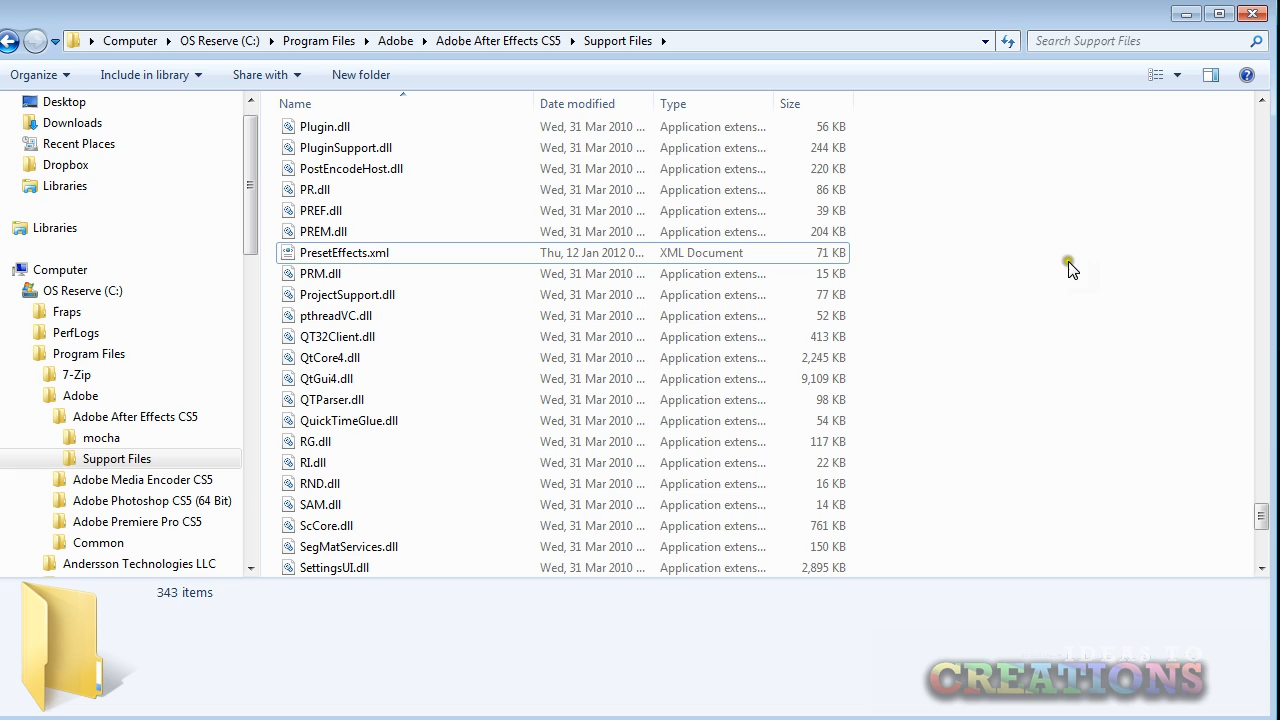 Computer OS Reserve (C:) Program Files Adobe Adobe After Effects CS5 Support Files Search Support Files
Organize Include in library Share with New folder
Desktop
Downloads
Recent Places
Dropbox
Libraries
Libraries
Computer
OS Reserve (C:)
Fraps
PerfLogs
Program Files
7-Zip
Adobe
Adobe After Effects CS5
mocha
Support Files
Adobe Media Encoder CS5
Adobe Photoshop CS5 (64 Bit)
Adobe Premiere Pro CS5
Common
Andersson Technologies LLC
Name Date modified Type Size
Plugin.dll Wed, 31 Mar 2010 ... Application extens... 56 KB
PluginSupport.dll Wed, 31 Mar 2010 ... Application extens... 244 KB
PostEncodeHost.dll Wed, 31 Mar 2010 ... Application extens... 220 KB
PR.dll Wed, 31 Mar 2010 ... Application extens... 86 KB
PREF.dll Wed, 31 Mar 2010 ... Application extens... 39 KB
PREM.dll Wed, 31 Mar 2010 ... Application extens... 204 KB
PresetEffects.xml Thu, 12 Jan 2012 0... XML Document 71 KB
PRM.dll Wed, 31 Mar 2010 ... Application extens... 15 KB
ProjectSupport.dll Wed, 31 Mar 2010 ... Application extens... 77 KB
pthreadVC.dll Wed, 31 Mar 2010 ... Application extens... 52 KB
QT32Client.dll Wed, 31 Mar 2010 ... Application extens... 413 KB
QtCore4.dll Wed, 31 Mar 2010 ... Application extens... 2,245 KB
QtGui4.dll Wed, 31 Mar 2010 ... Application extens... 9,109 KB
QTParser.dll Wed, 31 Mar 2010 ... Application extens... 98 KB
QuickTimeGlue.dll Wed, 31 Mar 2010 ... Application extens... 54 KB
RG.dll Wed, 31 Mar 2010 ... Application extens... 117 KB
RI.dll Wed, 31 Mar 2010 ... Application extens... 22 KB
RND.dll Wed, 31 Mar 2010 ... Application extens... 16 KB
SAM.dll Wed, 31 Mar 2010 ... Application extens... 14 KB
ScCore.dll Wed, 31 Mar 2010 ... Application extens... 761 KB
SegMatServices.dll Wed, 31 Mar 2010 ... Application extens... 150 KB
SettingsUI.dll Wed, 31 Mar 2010 ... Application extens... 2,895 KB
343 items
IDEAS TO
CREATIONS